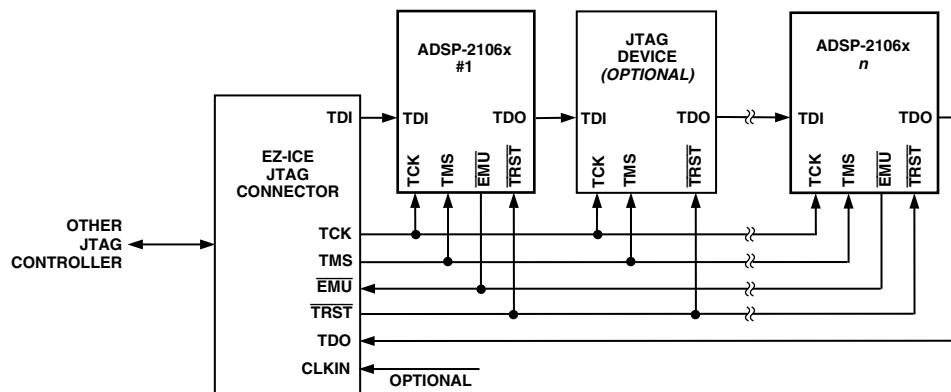 ADSP-2106x
#1
TDI
TDO
TCK
TMS
EMU
TRST
JTAG
DEVICE
(OPTIONAL)
TDI
TDO
TCK
TMS
TRST
ADSP-2106x
n
TDI
TDO
TCK
TMS
EMU
TRST
EZ-ICE
JTAG
CONNECTOR
TDI
TCK
TMS
EMU
TRST
TDO
CLKIN
OPTIONAL
OTHER
JTAG
CONTROLLER